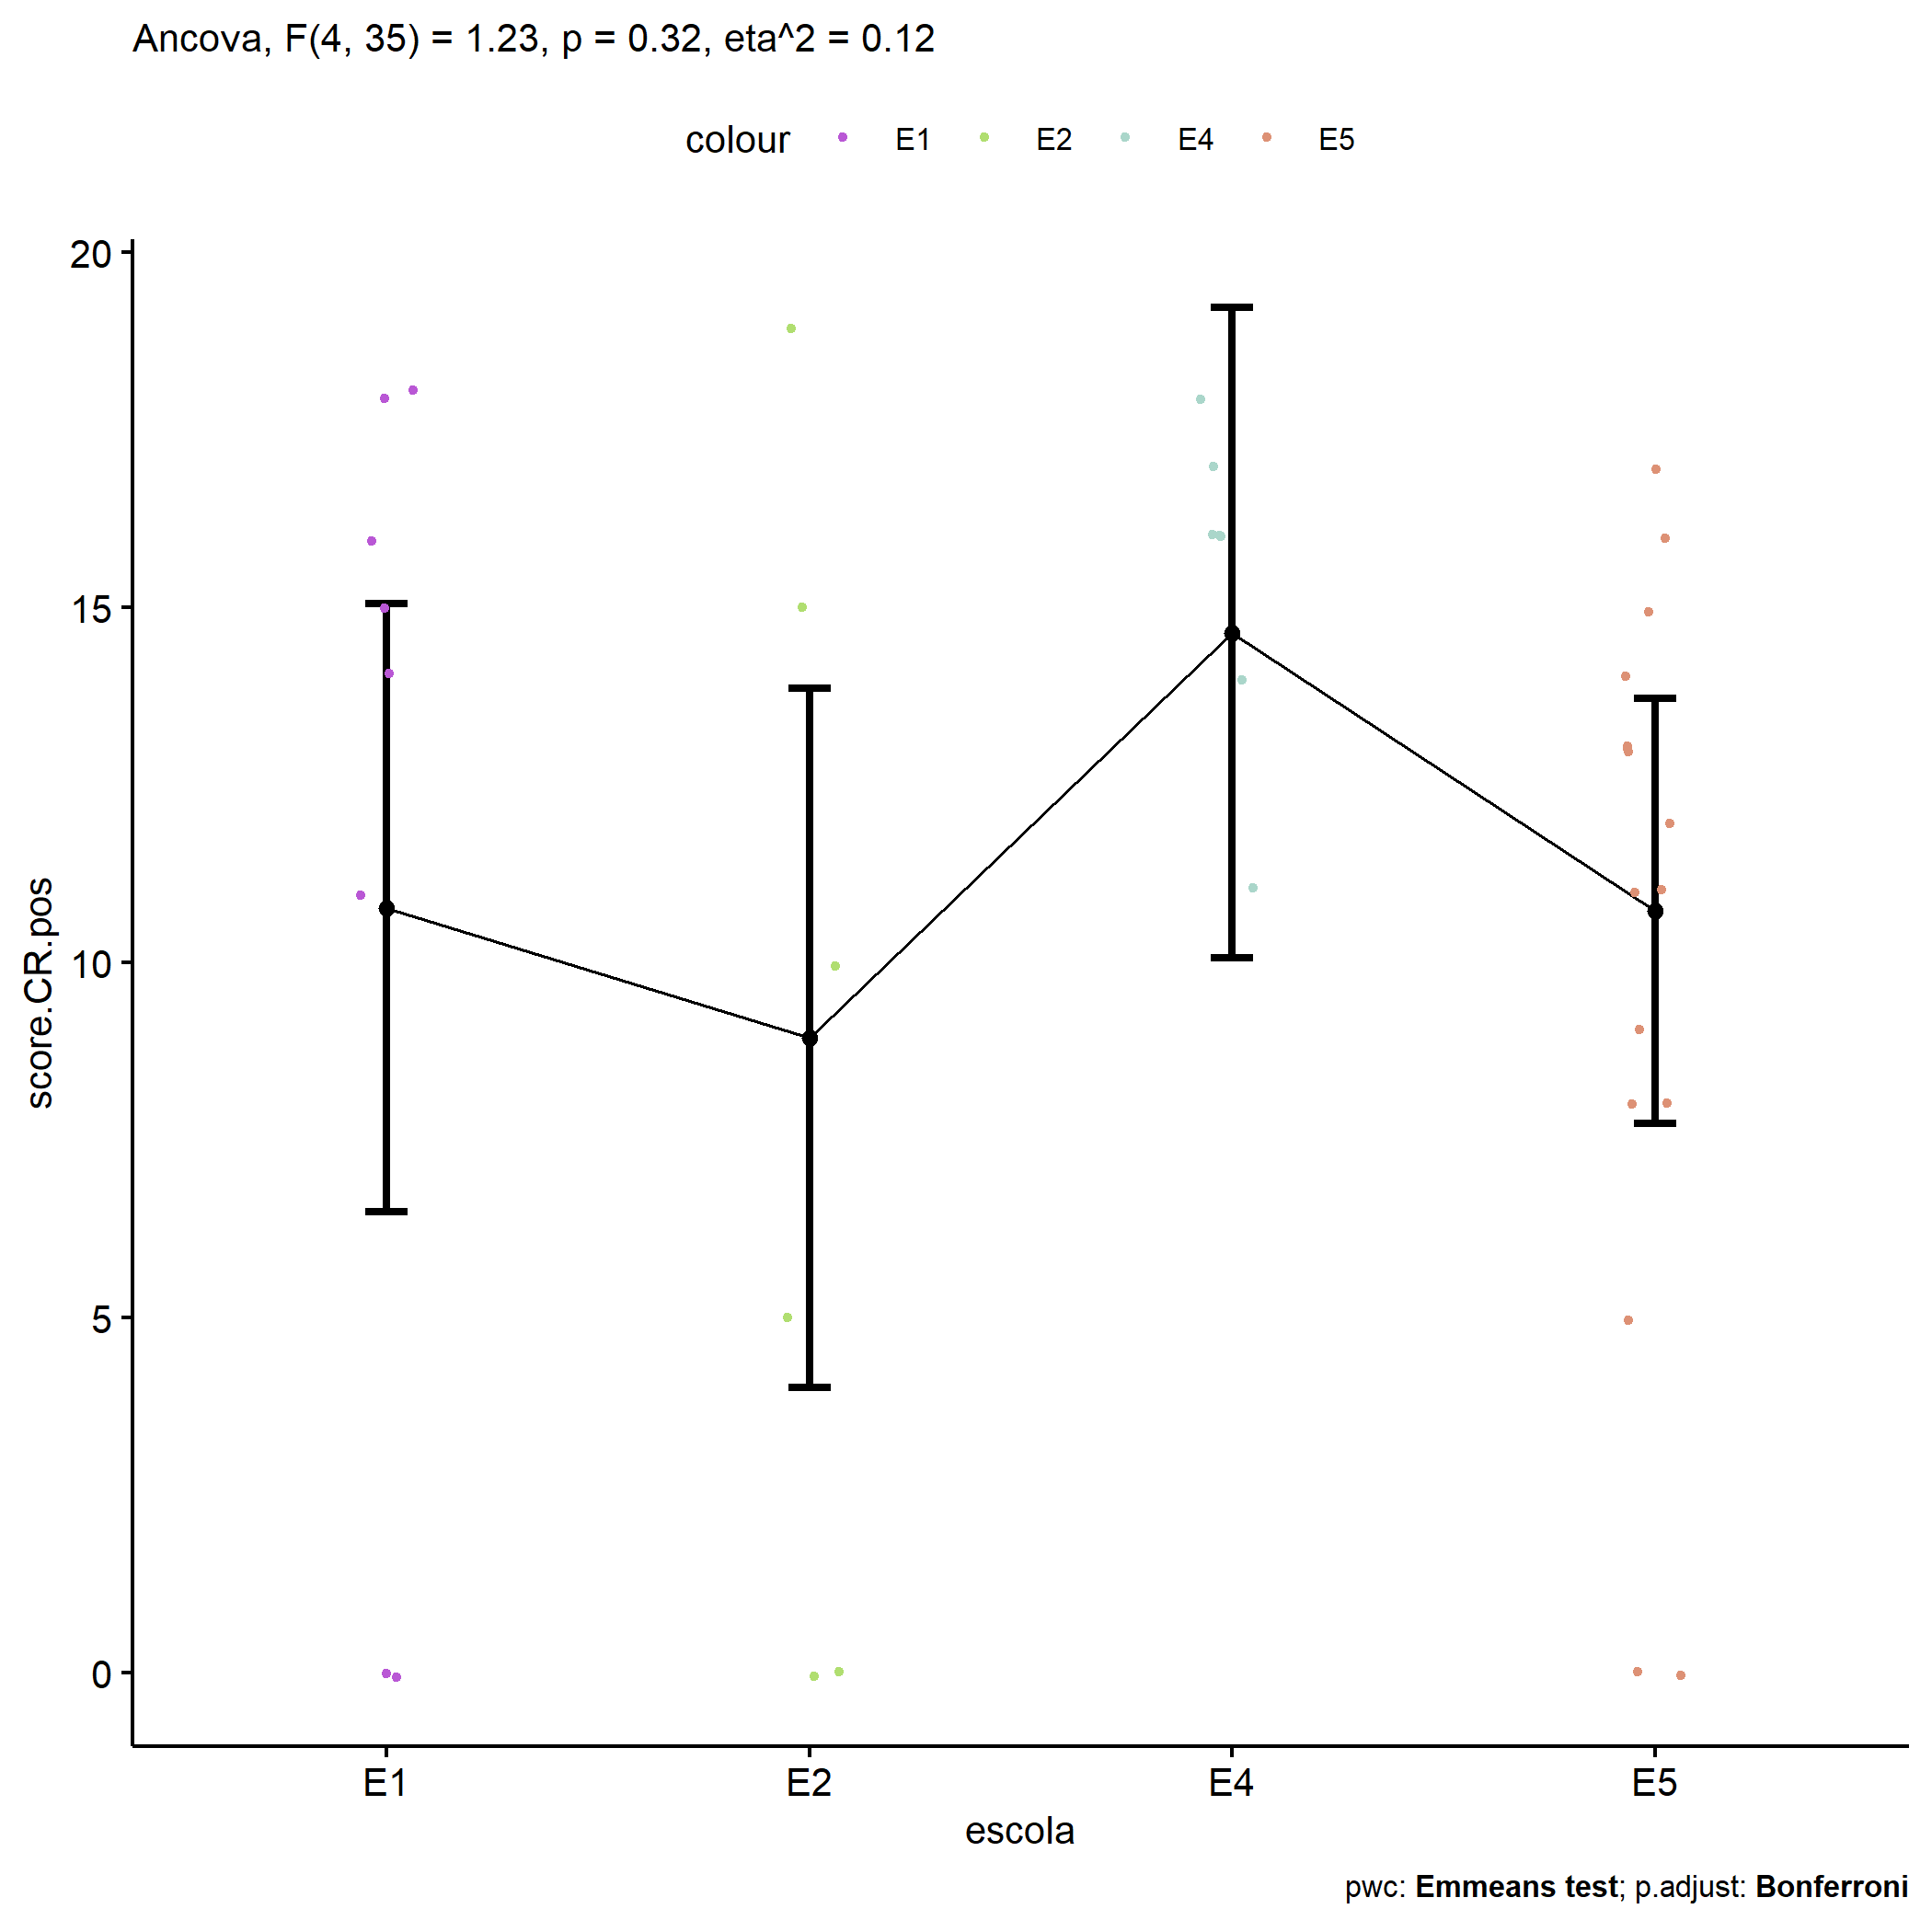 Ancova, F(4, 35) = 1.23, p = 0.32, eta^2 = 0.12
colour E1 E2 E4 E5
20
15
10
5
0
score.CR.pos
E1 E2 E4 E5
escola
pwc: Emmeans test; p.adjust: Bonferroni